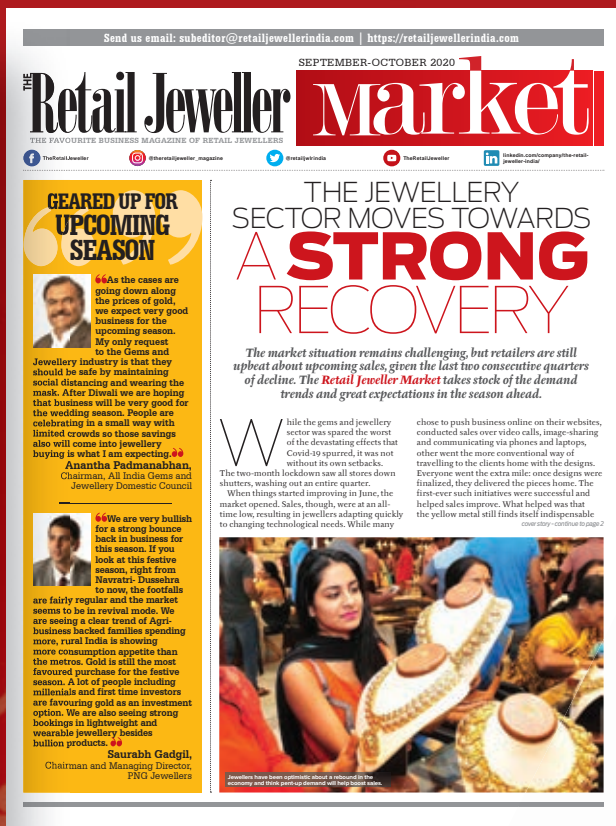 Send us email: subeditor@retailjewellerindia.com | https://retailjewellerindia.com
SEPTEMBER-OCTOBER 2020
THE
Retail Jeweller
Market
THE FAVOURITE BUSINESS MAGAZINE OF RETAIL JEWELLERS
TheRetailJeweller
@theretailjeweller_magazine
@retailjwlrindia
TheRetailJeweller
linkedin.com/company/the-retail-
jeweller-india/
GEARED UP FOR
UPCOMING
SEASON
“As the cases are
going down along
the prices of gold,
we expect very good
business for the
upcoming season.
My only request
to the Gems and
Jewellery industry is that they
should be safe by maintaining
social distancing and wearing the
mask. After Diwali we are hoping
that business will be very good for
the wedding season. People are
celebrating in a small way with
limited crowds so those savings
also will come into jewellery
buying is what I am expecting.”
Anantha Padmanabhan,
Chairman, All India Gems and
Jewellery Domestic Council
“We are very bullish
for a strong bounce
back in business for
this season. If you
look at this festive
season, right from
Navratri- Dussehra
to now, the footfalls
are fairly regular and the market
seems to be in revival mode. We
are seeing a clear trend of Agri-
business backed families spending
more, rural India is showing
more consumption appetite than
the metros. Gold is still the most
favoured purchase for the festive
season. A lot of people including
millenials and first time investors
are favouring gold as an investment
option. We are also seeing strong
bookings in lightweight and
wearable jewellery besides
bullion products.”
Saurabh Gadgil,
Chairman and Managing Director,
PNG Jewellers
THE JEWELLERY
SECTOR MOVES TOWARDS
A STRONG
RECOVERY
The market situation remains challenging, but retailers are still
upbeat about upcoming sales, given the last two consecutive quarters
of decline. The Retail Jeweller Market takes stock of the demand
trends and great expectations in the season ahead.
While the gems and jewellery
sector was spared the worst
of the devastating effects that
Covid-19 spurred, it was not
without its own setbacks.
The two-month lockdown saw all stores down
shutters, washing out an entire quarter.
When things started improving in June, the
market opened. Sales, though, were at an all-
time low, resulting in jewellers adapting quickly
to changing technological needs. While many
chose to push business online on their websites,
conducted sales over video calls, image-sharing
and communicating via phones and laptops,
other went the more conventional way of
travelling to the clients home with the designs.
Everyone went the extra mile: once designs were
finalized, they delivered the pieces home. The
first-ever such initiatives were successful and
helped sales improve. What helped was that
the yellow metal still finds itself indispensable
cover story - continue to page 2
Jewellers have been optimistic about a rebound in the
economy and think pent-up demand will help boost sales.